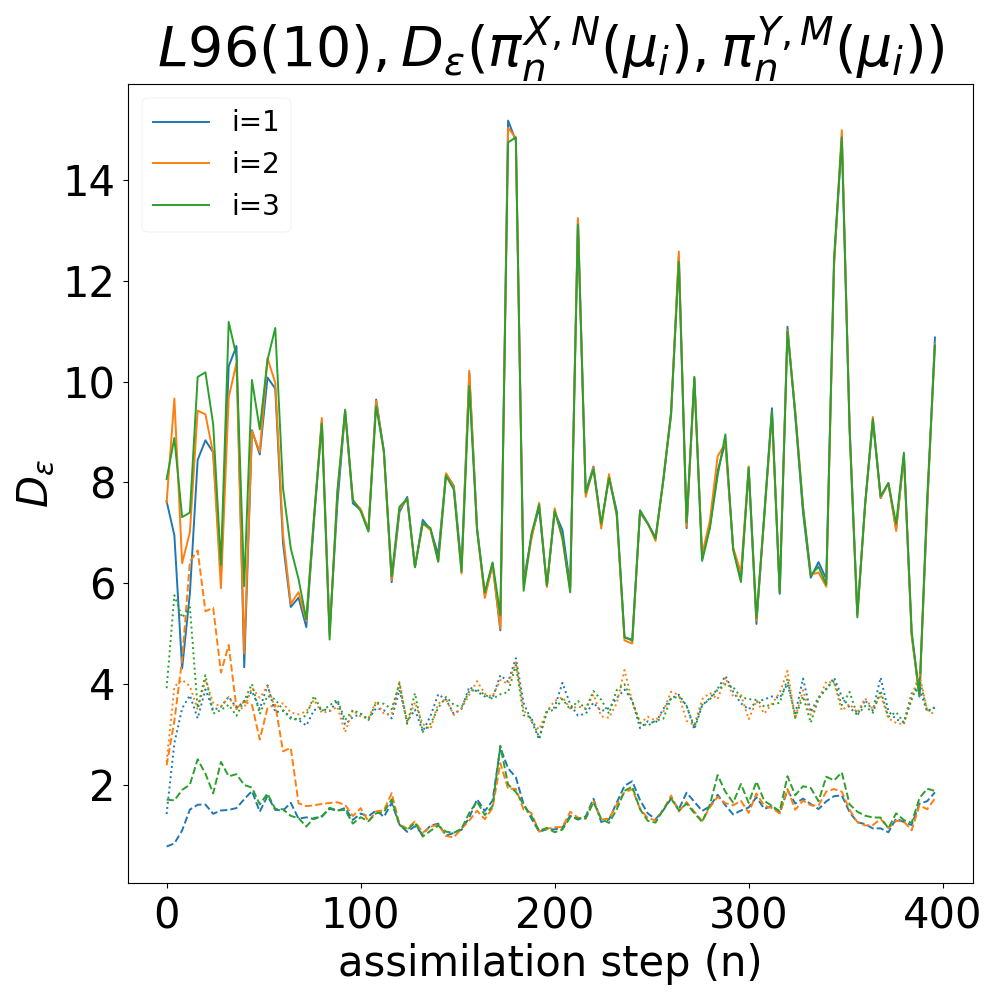 L96(10), D_ε(π_n^{X, N}(μ_i), π_n^{Y, M}(μ_i))
i=1
i=2
i=3
D_ε
14
12
10
8
6
4
2
0 100 200 300 400
assimilation step (n)